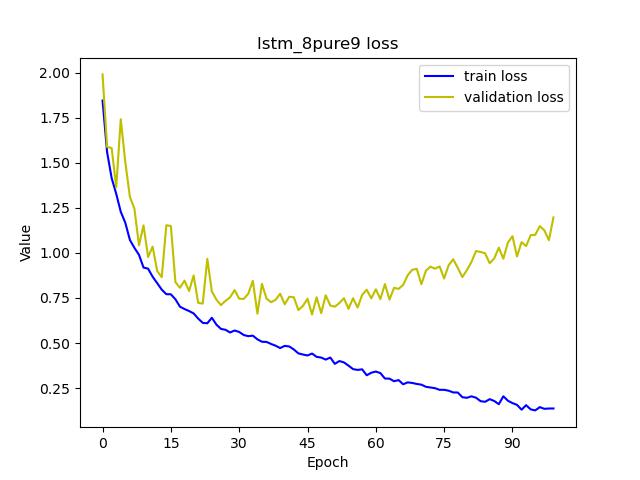 lstm_8pure9 loss
train loss
validation loss
2.00
1.75
1.50
1.25
1.00
0.75
0.50
0.25
Value
0 15 30 45 60 75 90
Epoch